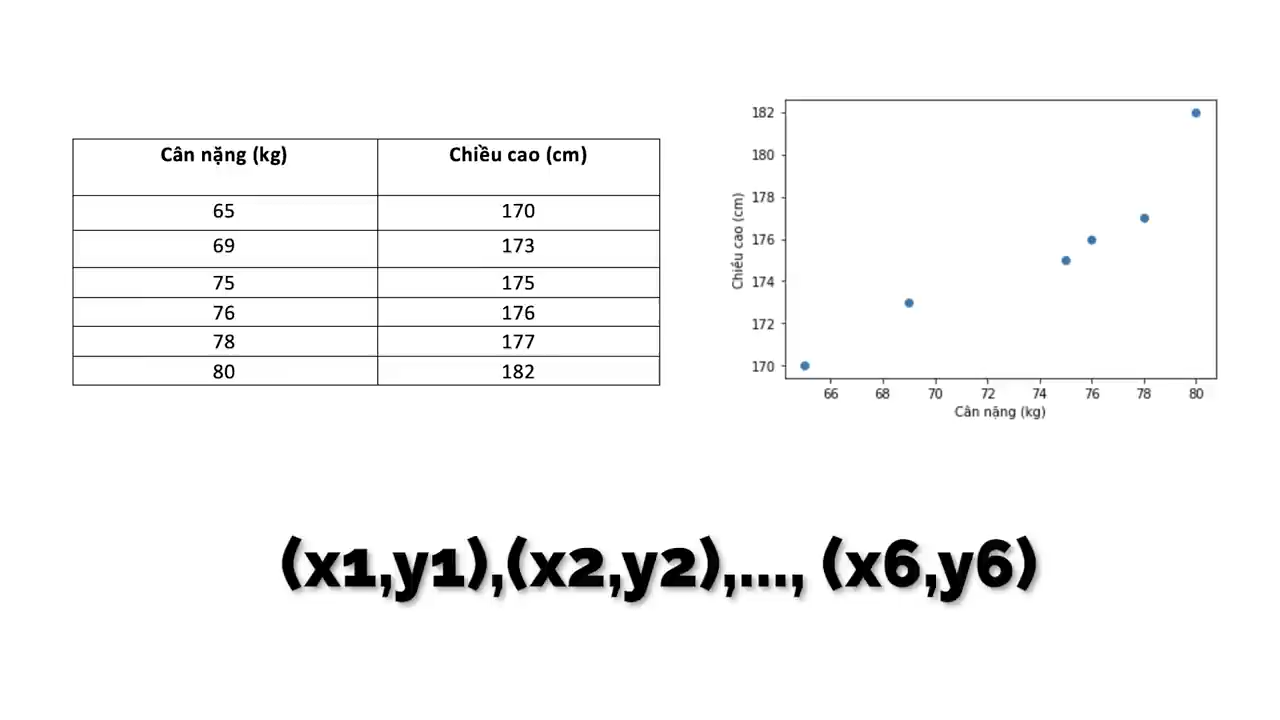 Cân nặng (kg) Chiều cao (cm)
65 170
69 173
75 175
76 176
78 177
80 182
182
180
178
176
174
172
170
Chiều cao (cm)
66 68 70 72 74 76 78 80
Cân nặng (kg)
(x1,y1),(x2,y2),..., (x6,y6)